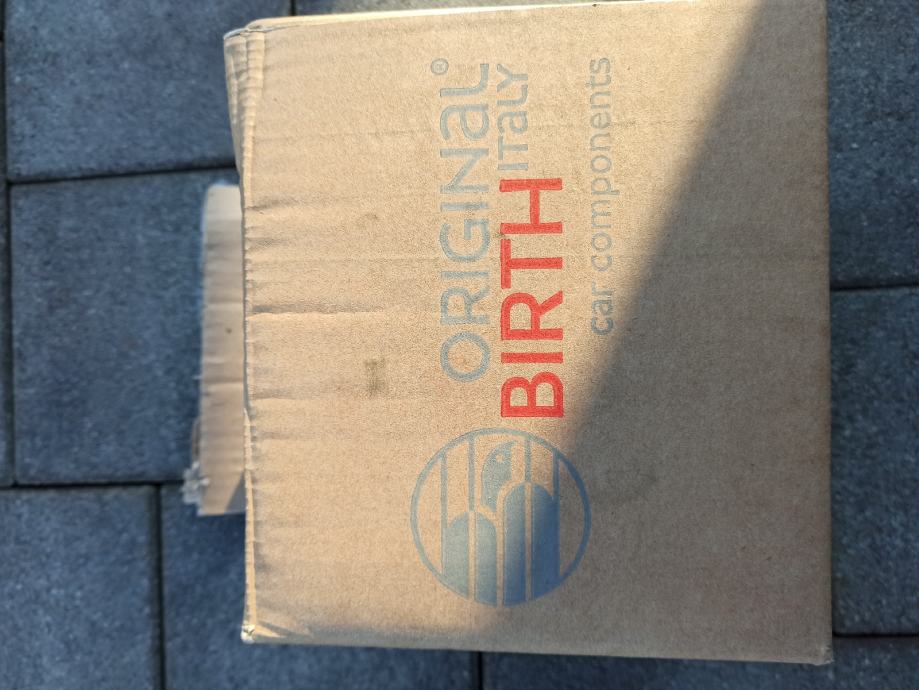 ORIGINAL®
BIRTH ITALY
car components